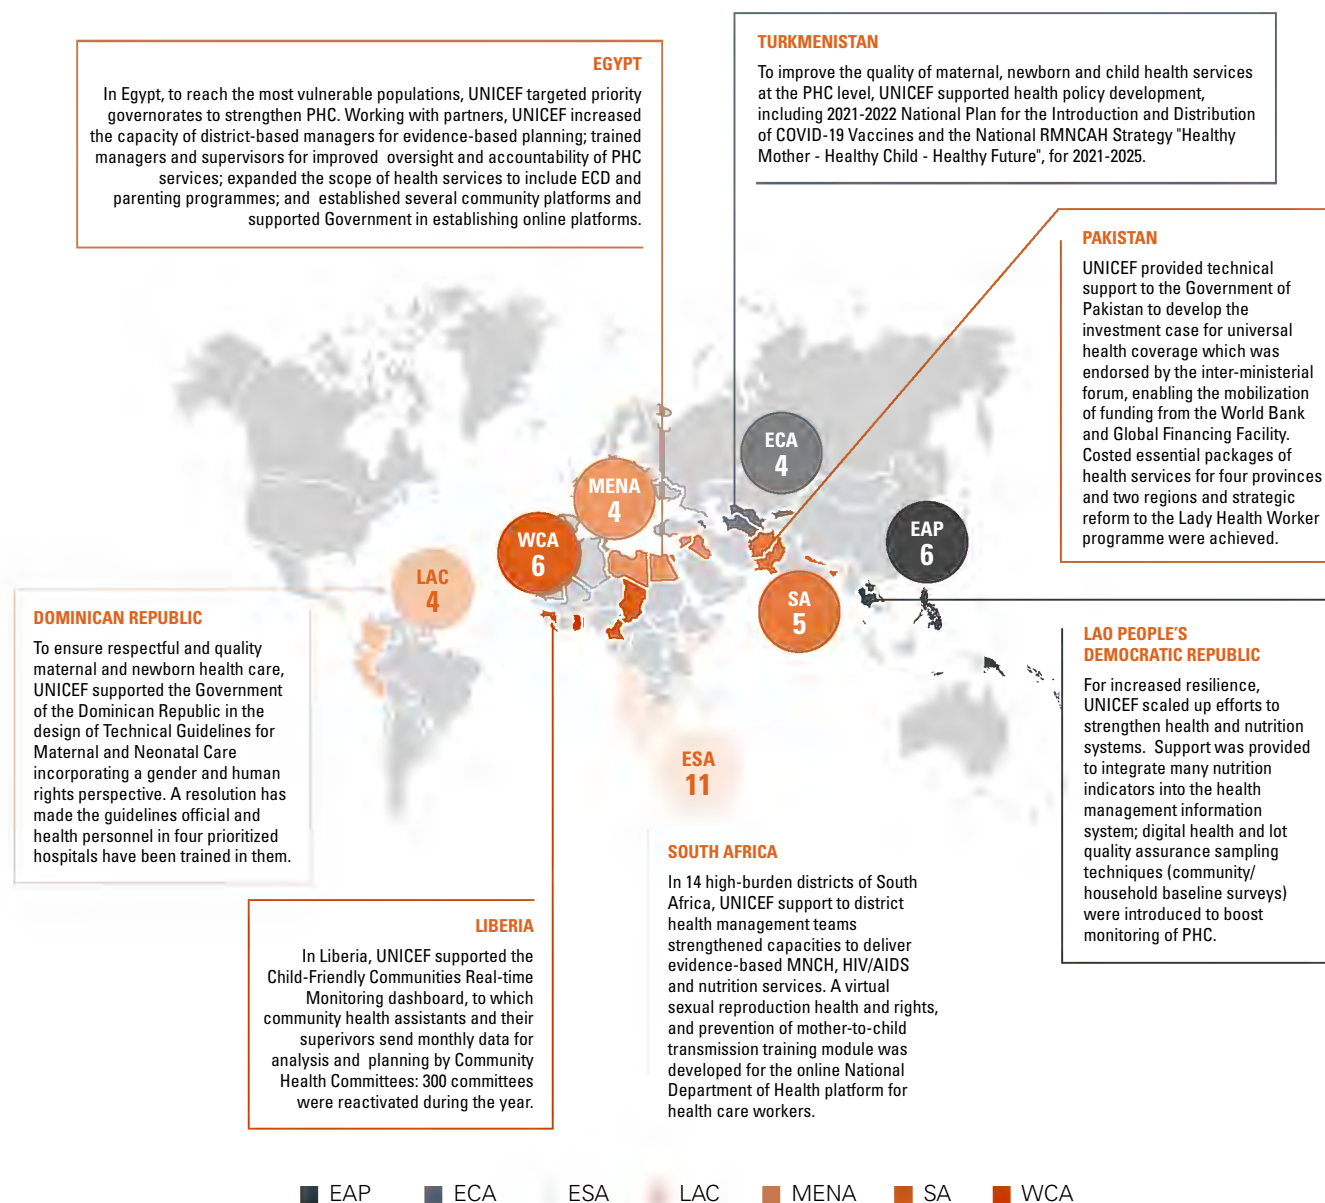 EGYPT
In Egypt, to reach the most vulnerable populations, UNICEF targeted priority
governorates to strengthen PHC. Working with partners, UNICEF increased
the capacity of district-based managers for evidence-based planning; trained
managers and supervisors for improved oversight and accountability of PHC
services; expanded the scope of health services to include ECD and
parenting programmes; and established several community platforms and
supported Government in establishing online platforms.
TURKMENISTAN
To improve the quality of maternal, newborn and child health services
at the PHC level, UNICEF supported health policy development,
including 2021-2022 National Plan for the Introduction and Distribution
of COVID-19 Vaccines and the National RMNCAH Strategy "Healthy
Mother - Healthy Child - Healthy Future", for 2021-2025.
PAKISTAN
UNICEF provided technical
support to the Government of
Pakistan to develop the
investment case for universal
health coverage which was
endorsed by the inter-ministerial
forum, enabling the mobilization
of funding from the World Bank
and Global Financing Facility.
Costed essential packages of
health services for four provinces
and two regions and strategic
reform to the Lady Health Worker
programme were achieved.
ECA
4
MENA
4
WCA
6
EAP
6
LAC
4
SA
5
ESA
11
DOMINICAN REPUBLIC
To ensure respectful and quality
maternal and newborn health care,
UNICEF supported the Government
of the Dominican Republic in the
design of Technical Guidelines for
Maternal and Neonatal Care
incorporating a gender and human
rights perspective. A resolution has
made the guidelines official and
health personnel in four prioritized
hospitals have been trained in them.
LAO PEOPLE'S
DEMOCRATIC REPUBLIC
For increased resilience,
UNICEF scaled up efforts to
strengthen health and nutrition
systems. Support was provided
to integrate many nutrition
indicators into the health
management information
system; digital health and lot
quality assurance sampling
techniques (community/
household baseline surveys)
were introduced to boost
monitoring of PHC.
SOUTH AFRICA
In 14 high-burden districts of South
Africa, UNICEF support to district
health management teams
strengthened capacities to deliver
evidence-based MNCH, HIV/AIDS
and nutrition services. A virtual
sexual reproduction health and rights,
and prevention of mother-to-child
transmission training module was
developed for the online National
Department of Health platform for
health care workers.
LIBERIA
In Liberia, UNICEF supported the
Child-Friendly Communities Real-time
Monitoring dashboard, to which
community health assistants and their
superivors send monthly data for
analysis and planning by Community
Health Committees: 300 committees
were reactivated during the year.
EAP ECA ESA LAC MENA SA WCA